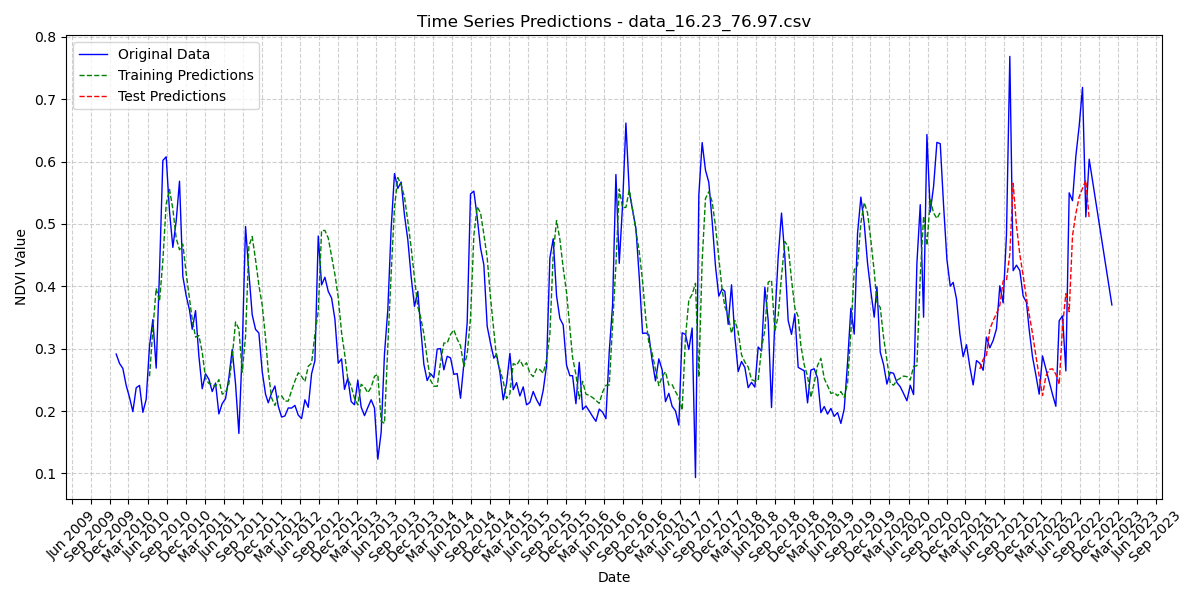 Time Series Predictions - data_16.23_76.97.csv
Original Data
Training Predictions
Test Predictions
NDVI Value
0.8
0.7
0.6
0.5
0.4
0.3
0.2
0.1
Jun 2009
Sep 2009
Dec 2009
Mar 2010
Jun 2010
Sep 2010
Dec 2010
Mar 2011
Jun 2011
Sep 2011
Dec 2011
Mar 2012
Jun 2012
Sep 2012
Dec 2012
Mar 2013
Jun 2013
Sep 2013
Dec 2013
Mar 2014
Jun 2014
Sep 2014
Dec 2014
Mar 2015
Jun 2015
Sep 2015
Dec 2015
Mar 2016
Jun 2016
Sep 2016
Dec 2016
Mar 2017
Jun 2017
Sep 2017
Dec 2017
Mar 2018
Jun 2018
Sep 2018
Dec 2018
Mar 2019
Jun 2019
Sep 2019
Dec 2019
Mar 2020
Jun 2020
Sep 2020
Dec 2020
Mar 2021
Jun 2021
Sep 2021
Dec 2021
Mar 2022
Jun 2022
Sep 2022
Dec 2022
Mar 2023
Jun 2023
Sep 2023
Date